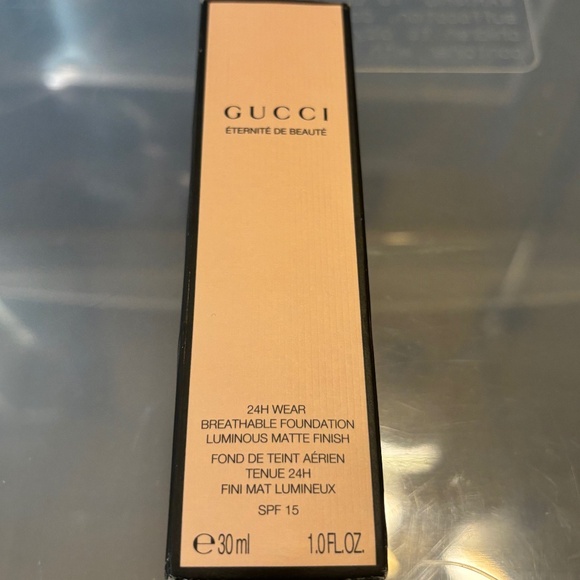 GUCCI
ÉTERNITÉ DE BEAUTÉ
24H WEAR
BREATHABLE FOUNDATION
LUMINOUS MATTE FINISH
FOND DE TEINT AÉRIEN
TENUE 24H
FINI MAT LUMINEUX
SPF 15
℮30 ml 1.0 FL.OZ.